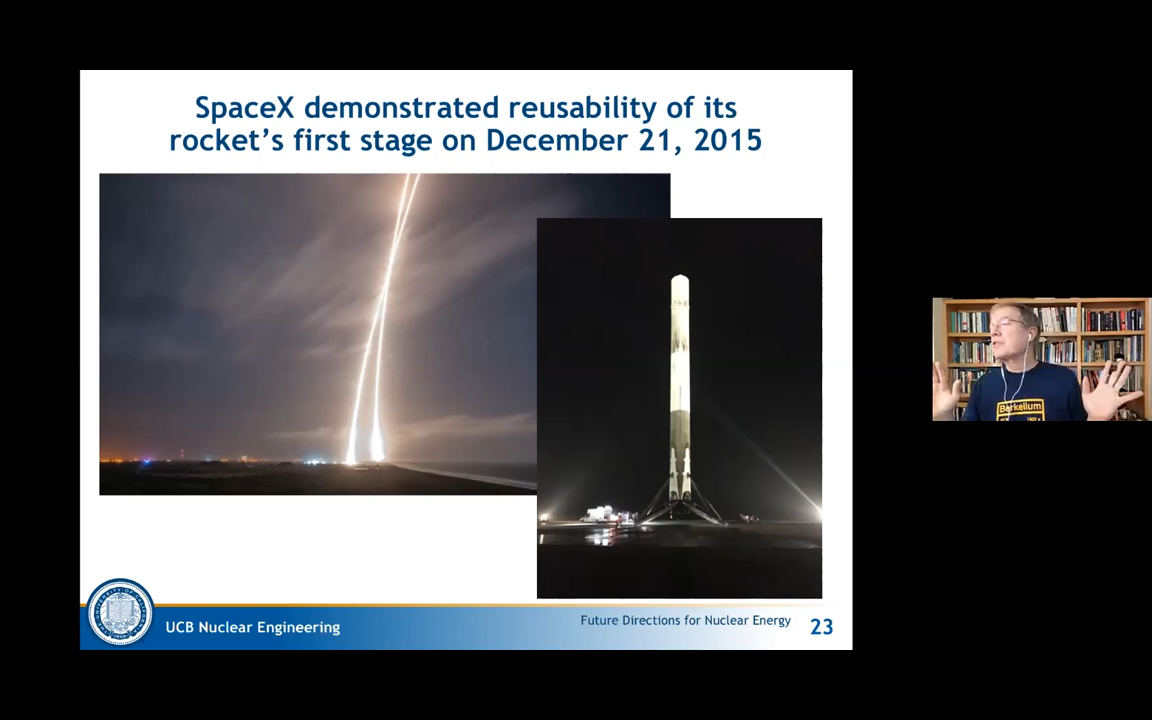 SpaceX demonstrated reusability of its
rocket’s first stage on December 21, 2015
Berkelium
UCB Nuclear Engineering
Future Directions for Nuclear Energy
23